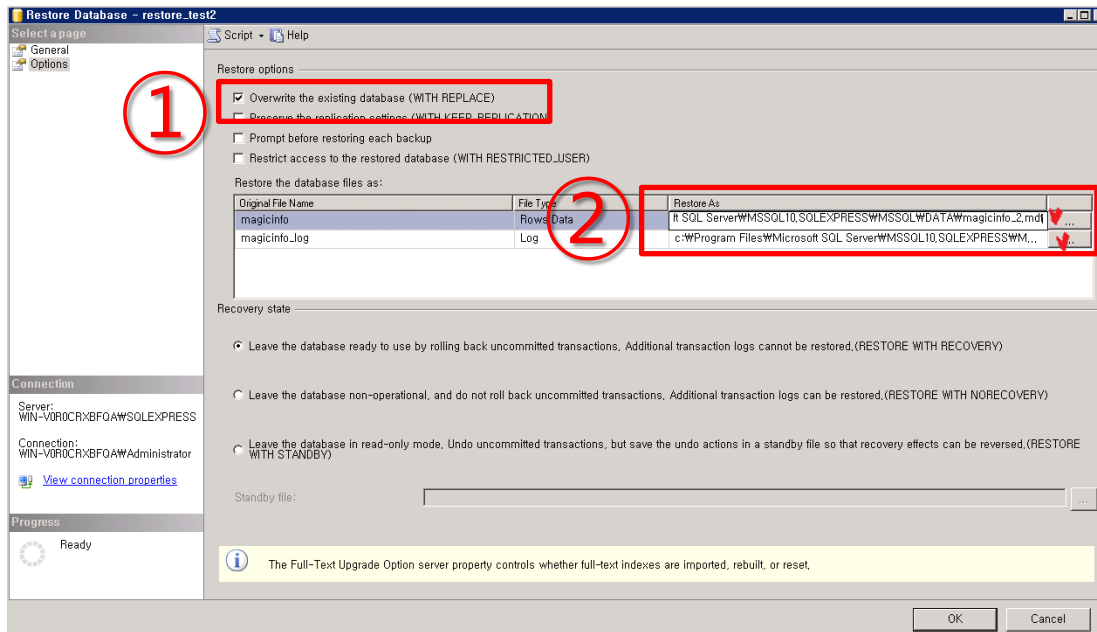 Restore Database - restore_test2
Select a page
General
Options
Script
Help
Restore options
①
Overwrite the existing database (WITH REPLACE)
Preserve the replication settings (WITH KEEP_REPLICATION)
Prompt before restoring each backup
Restrict access to the restored database (WITH RESTRICTED_USER)
Restore the database files as:
②
Original File Name File Type Restore As
magicinfo Rows Data ft SQL Server₩MSSQL10.SQLEXPRESS₩MSSQL₩DATA₩magicinfo_2.mdf ...
magicinfo_log Log c:₩Program Files₩Microsoft SQL Server₩MSSQL10.SQLEXPRESS₩M... ...
Recovery state
Leave the database ready to use by rolling back uncommitted transactions. Additional transaction logs cannot be restored.(RESTORE WITH RECOVERY)
Leave the database non-operational, and do not roll back uncommitted transactions. Additional transaction logs can be restored.(RESTORE WITH NORECOVERY)
Leave the database in read-only mode. Undo uncommitted transactions, but save the undo actions in a standby file so that recovery effects can be reversed.(RESTORE
WITH STANDBY)
Standby file:
...
Connection
Server:
WIN-V0R0CRXBFQA₩SQLEXPRESS
Connection:
WIN-V0R0CRXBFQA₩Administrator
View connection properties
Progress
Ready
The Full-Text Upgrade Option server property controls whether full-text indexes are imported, rebuilt, or reset.
OK
Cancel